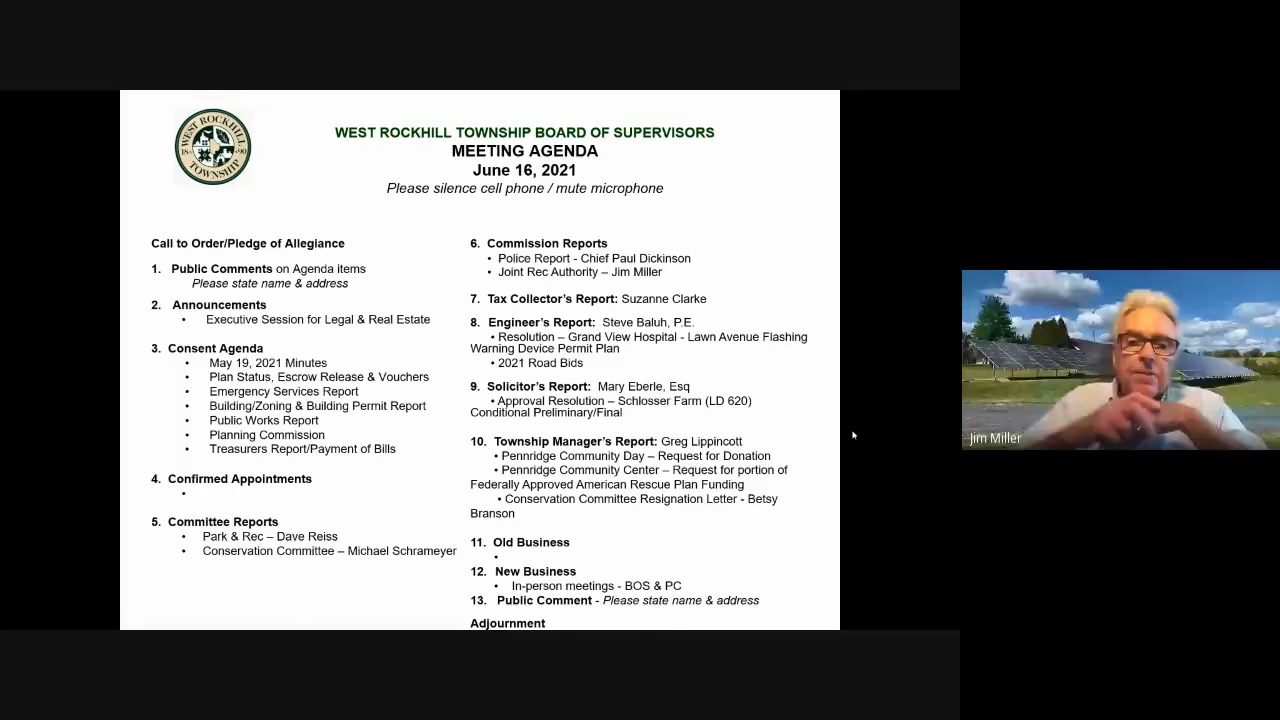 WEST ROCKHILL
18 90
TOWNSHIP
WEST ROCKHILL TOWNSHIP BOARD OF SUPERVISORS
MEETING AGENDA
June 16, 2021
Please silence cell phone / mute microphone
Call to Order/Pledge of Allegiance
1. Public Comments on Agenda items
Please state name & address
2. Announcements
• Executive Session for Legal & Real Estate
3. Consent Agenda
• May 19, 2021 Minutes
• Plan Status, Escrow Release & Vouchers
• Emergency Services Report
• Building/Zoning & Building Permit Report
• Public Works Report
• Planning Commission
• Treasurers Report/Payment of Bills
4. Confirmed Appointments
•
5. Committee Reports
• Park & Rec – Dave Reiss
• Conservation Committee – Michael Schrameyer
6. Commission Reports
• Police Report - Chief Paul Dickinson
• Joint Rec Authority – Jim Miller
7. Tax Collector's Report: Suzanne Clarke
8. Engineer's Report: Steve Baluh, P.E.
• Resolution – Grand View Hospital - Lawn Avenue Flashing
Warning Device Permit Plan
• 2021 Road Bids
9. Solicitor's Report: Mary Eberle, Esq
• Approval Resolution – Schlosser Farm (LD 620)
Conditional Preliminary/Final
10. Township Manager's Report: Greg Lippincott
• Pennridge Community Day – Request for Donation
• Pennridge Community Center – Request for portion of
Federally Approved American Rescue Plan Funding
• Conservation Committee Resignation Letter - Betsy
Branson
11. Old Business
•
12. New Business
• In-person meetings - BOS & PC
13. Public Comment - Please state name & address
Adjournment
Jim Miller